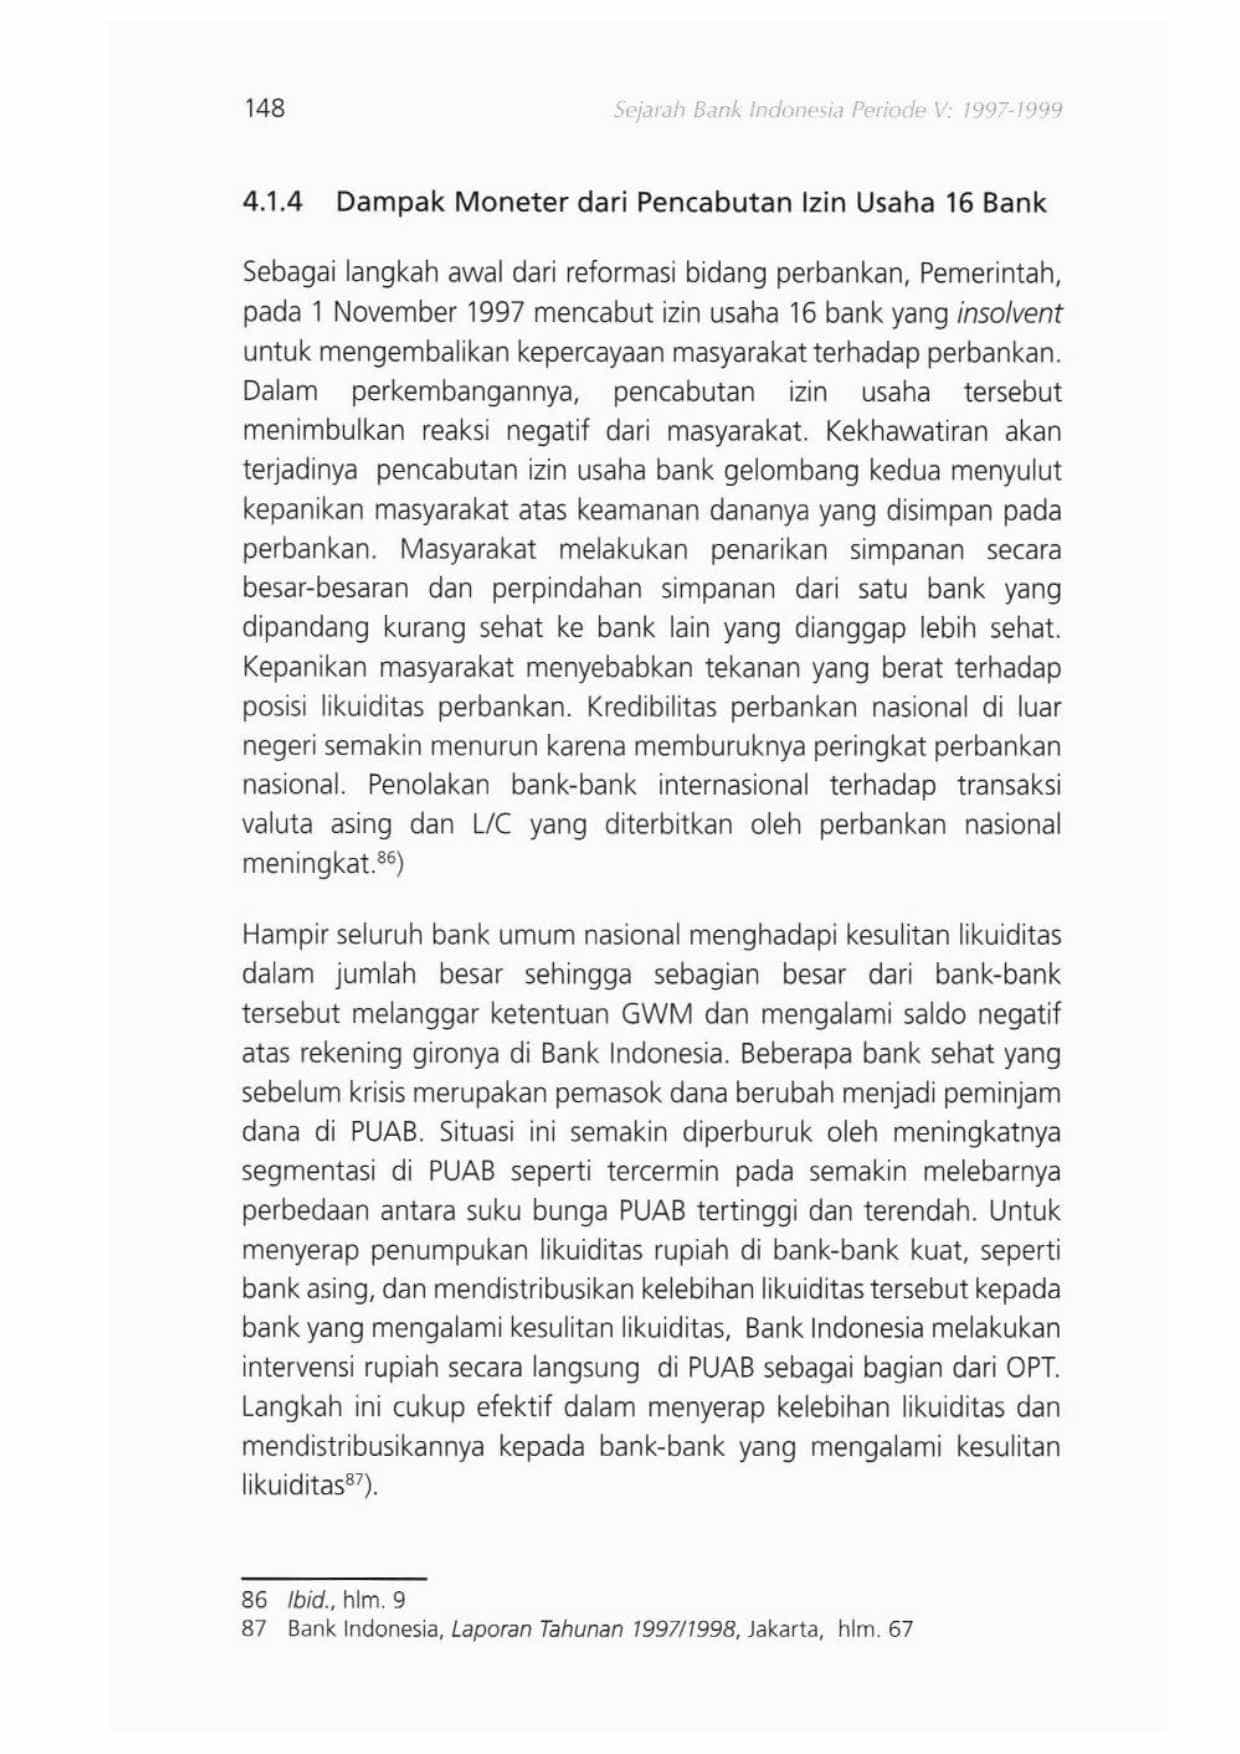 148
Sejarah Bank Indonesia Periode V: 1997-1999
4.1.4 Dampak Moneter dari Pencabutan Izin Usaha 16 Bank
Sebagai langkah awal dari reformasi bidang perbankan, Pemerintah,
pada 1 November 1997 mencabut izin usaha 16 bank yang insolvent
untuk mengembalikan kepercayaan masyarakat terhadap perbankan.
Dalam perkembangannya, pencabutan izin usaha tersebut
menimbulkan reaksi negatif dari masyarakat. Kekhawatiran akan
terjadinya pencabutan izin usaha bank gelombang kedua menyulut
kepanikan masyarakat atas keamanan dananya yang disimpan pada
perbankan. Masyarakat melakukan penarikan simpanan secara
besar-besaran dan perpindahan simpanan dari satu bank yang
dipandang kurang sehat ke bank lain yang dianggap lebih sehat.
Kepanikan masyarakat menyebabkan tekanan yang berat terhadap
posisi likuiditas perbankan. Kredibilitas perbankan nasional di luar
negeri semakin menurun karena memburuknya peringkat perbankan
nasional. Penolakan bank-bank internasional terhadap transaksi
valuta asing dan L/C yang diterbitkan oleh perbankan nasional
meningkat.86)
Hampir seluruh bank umum nasional menghadapi kesulitan likuiditas
dalam jumlah besar sehingga sebagian besar dari bank-bank
tersebut melanggar ketentuan GWM dan mengalami saldo negatif
atas rekening gironya di Bank Indonesia. Beberapa bank sehat yang
sebelum krisis merupakan pemasok dana berubah menjadi peminjam
dana di PUAB. Situasi ini semakin diperburuk oleh meningkatnya
segmentasi di PUAB seperti tercermin pada semakin melebarnya
perbedaan antara suku bunga PUAB tertinggi dan terendah. Untuk
menyerap penumpukan likuiditas rupiah di bank-bank kuat, seperti
bank asing, dan mendistribusikan kelebihan likuiditas tersebut kepada
bank yang mengalami kesulitan likuiditas, Bank Indonesia melakukan
intervensi rupiah secara langsung di PUAB sebagai bagian dari OPT.
Langkah ini cukup efektif dalam menyerap kelebihan likuiditas dan
mendistribusikannya kepada bank-bank yang mengalami kesulitan
likuiditas87).
86 Ibid., hlm. 9
87 Bank Indonesia, Laporan Tahunan 1997/1998, Jakarta, hlm. 67